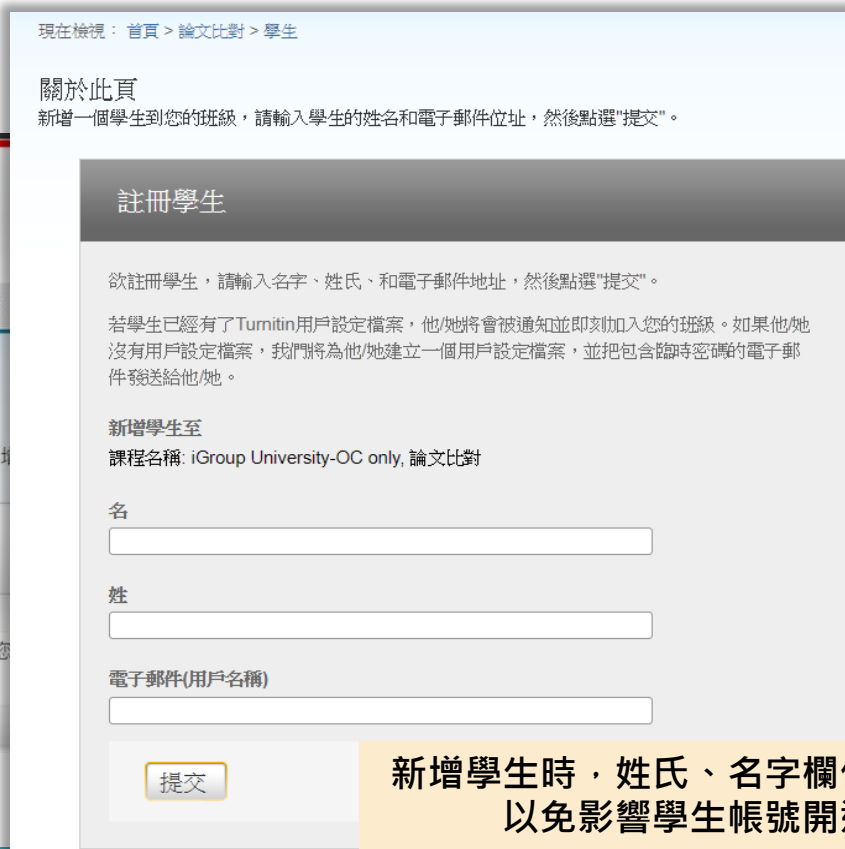 現在檢視： 首頁 > 論文比對 > 學生
關於此頁
新增一個學生到您的班級，請輸入學生的姓名和電子郵件位址，然後點選"提交"。
註冊學生
欲註冊學生，請輸入名字、姓氏、和電子郵件地址，然後點選"提交"。
若學生已經有了Turnitin用戶設定檔案，他/她將會被通知並即刻加入您的班級。如果他/她
沒有用戶設定檔案，我們將為他/她建立一個用戶設定檔案，並把包含臨時密碼的電子郵
件發送給他/她。
新增學生至
課程名稱: iGroup University-OC only, 論文比對
名
姓
電子郵件(用戶名稱)
提交
新增學生時，姓氏、名字欄
以免影響學生帳號開